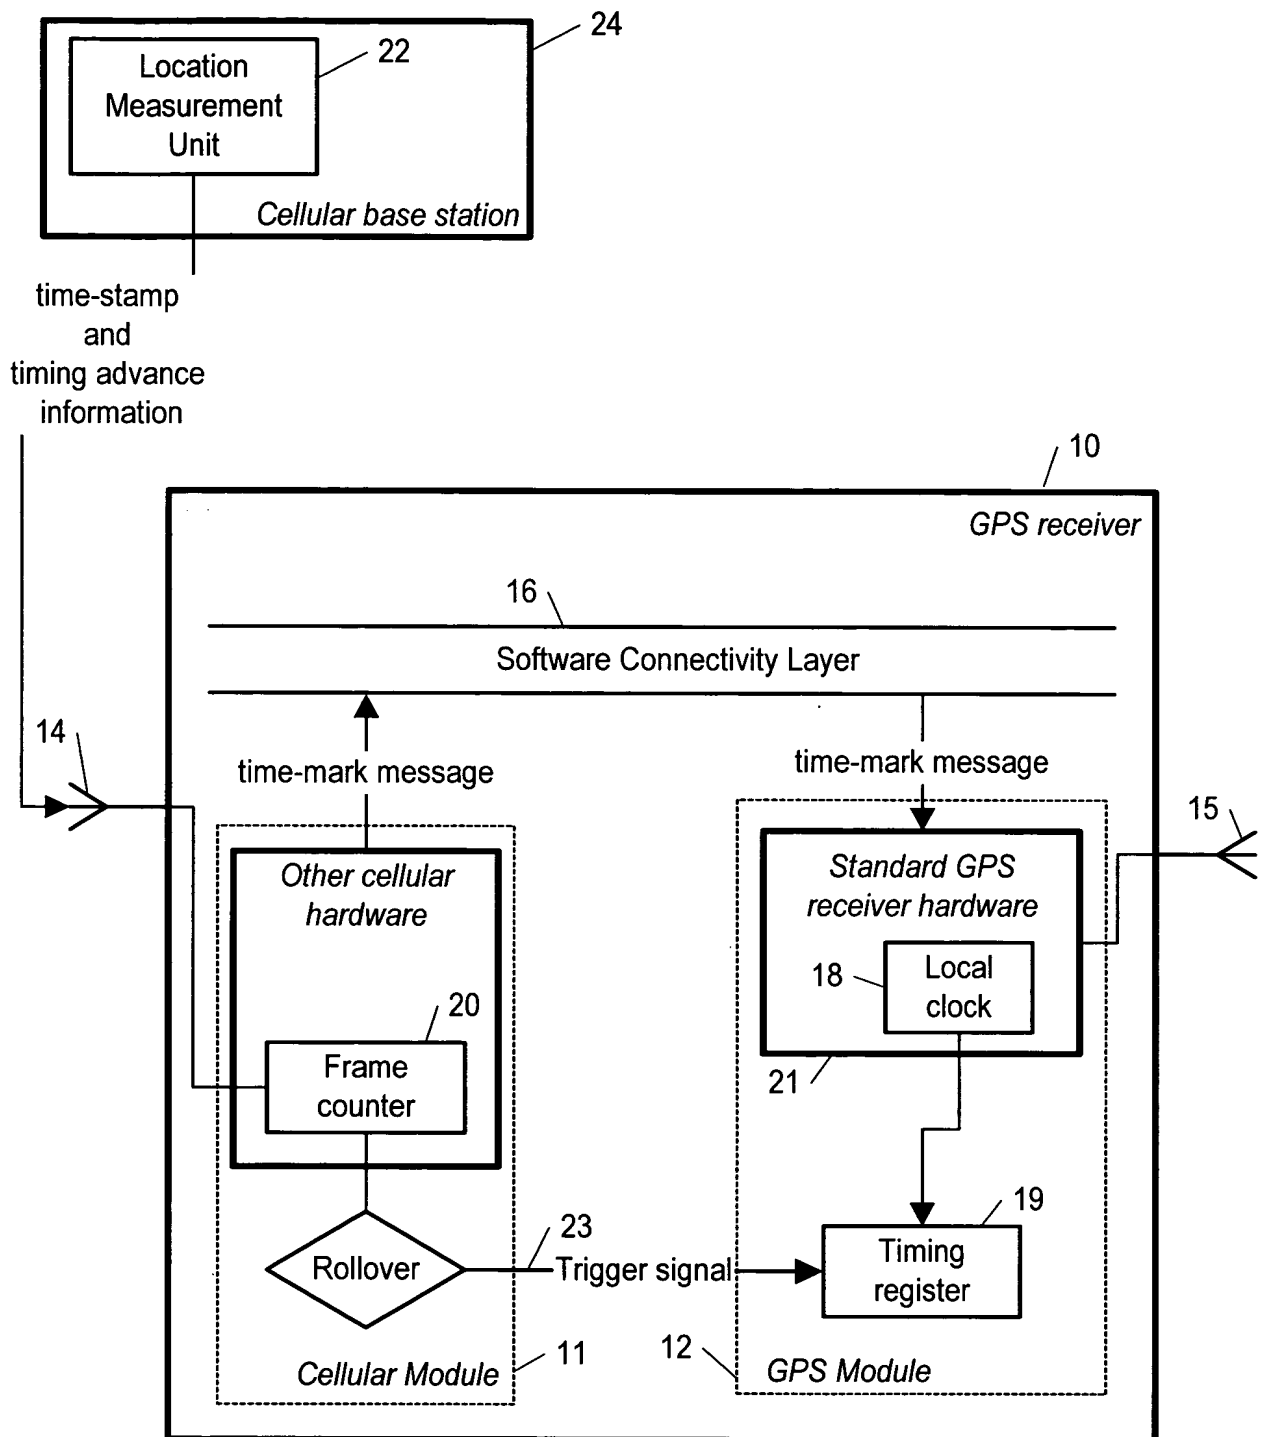 24
22
Location
Measurement
Unit
Cellular base station
time-stamp
and
timing advance
information
10
GPS receiver
16
Software Connectivity Layer
14
time-mark message
time-mark message
15
Other cellular
hardware
Standard GPS
receiver hardware
18
Local
clock
20
Frame
counter
21
19
23
Rollover
Trigger signal
Timing
register
11
Cellular Module
12
GPS Module